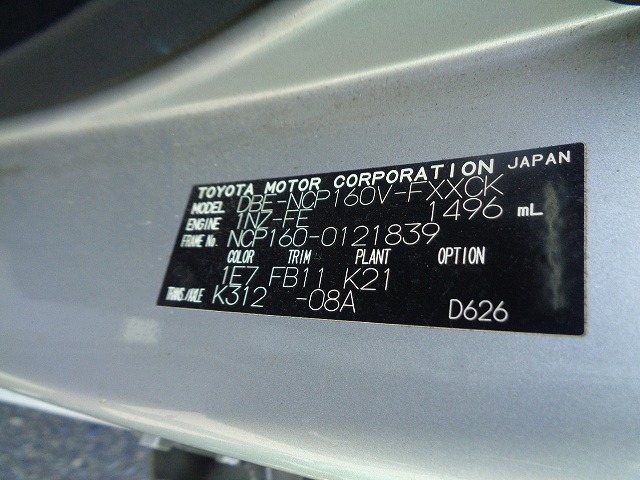 TOYOTA MOTOR CORPORATION JAPAN
MODEL DBE-NCP160V-FXXCK
ENGINE 1NZ-FE 1496 mL
FRAME No. NCP160-0121839
COLOR TRIM PLANT OPTION
1E7 FB11 K21
TRANS./AXLE K312 -08A
D626